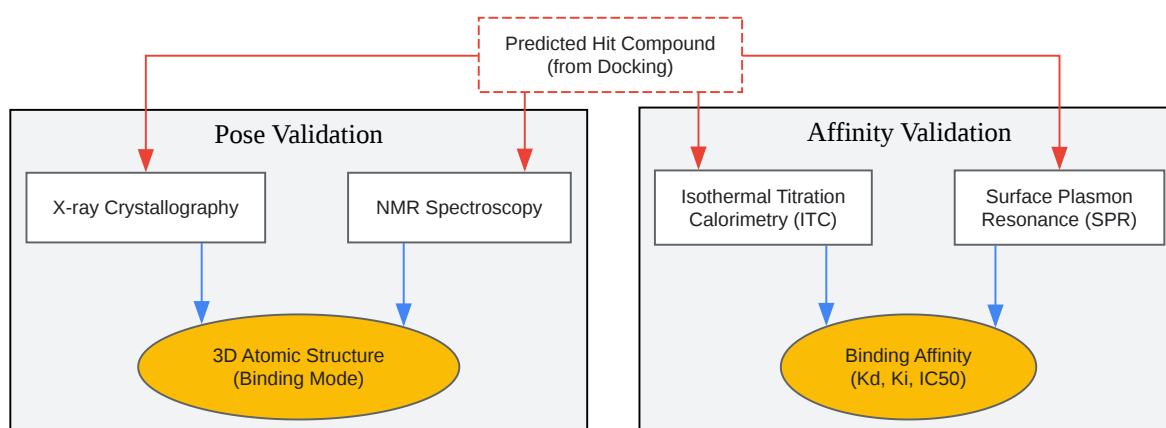 Predicted Hit Compound
(from Docking)
Pose Validation
X-ray Crystallography
NMR Spectroscopy
3D Atomic Structure
(Binding Mode)
Affinity Validation
Isothermal Titration
Calorimetry (ITC)
Surface Plasmon
Resonance (SPR)
Binding Affinity
(Kd, Ki, IC50)